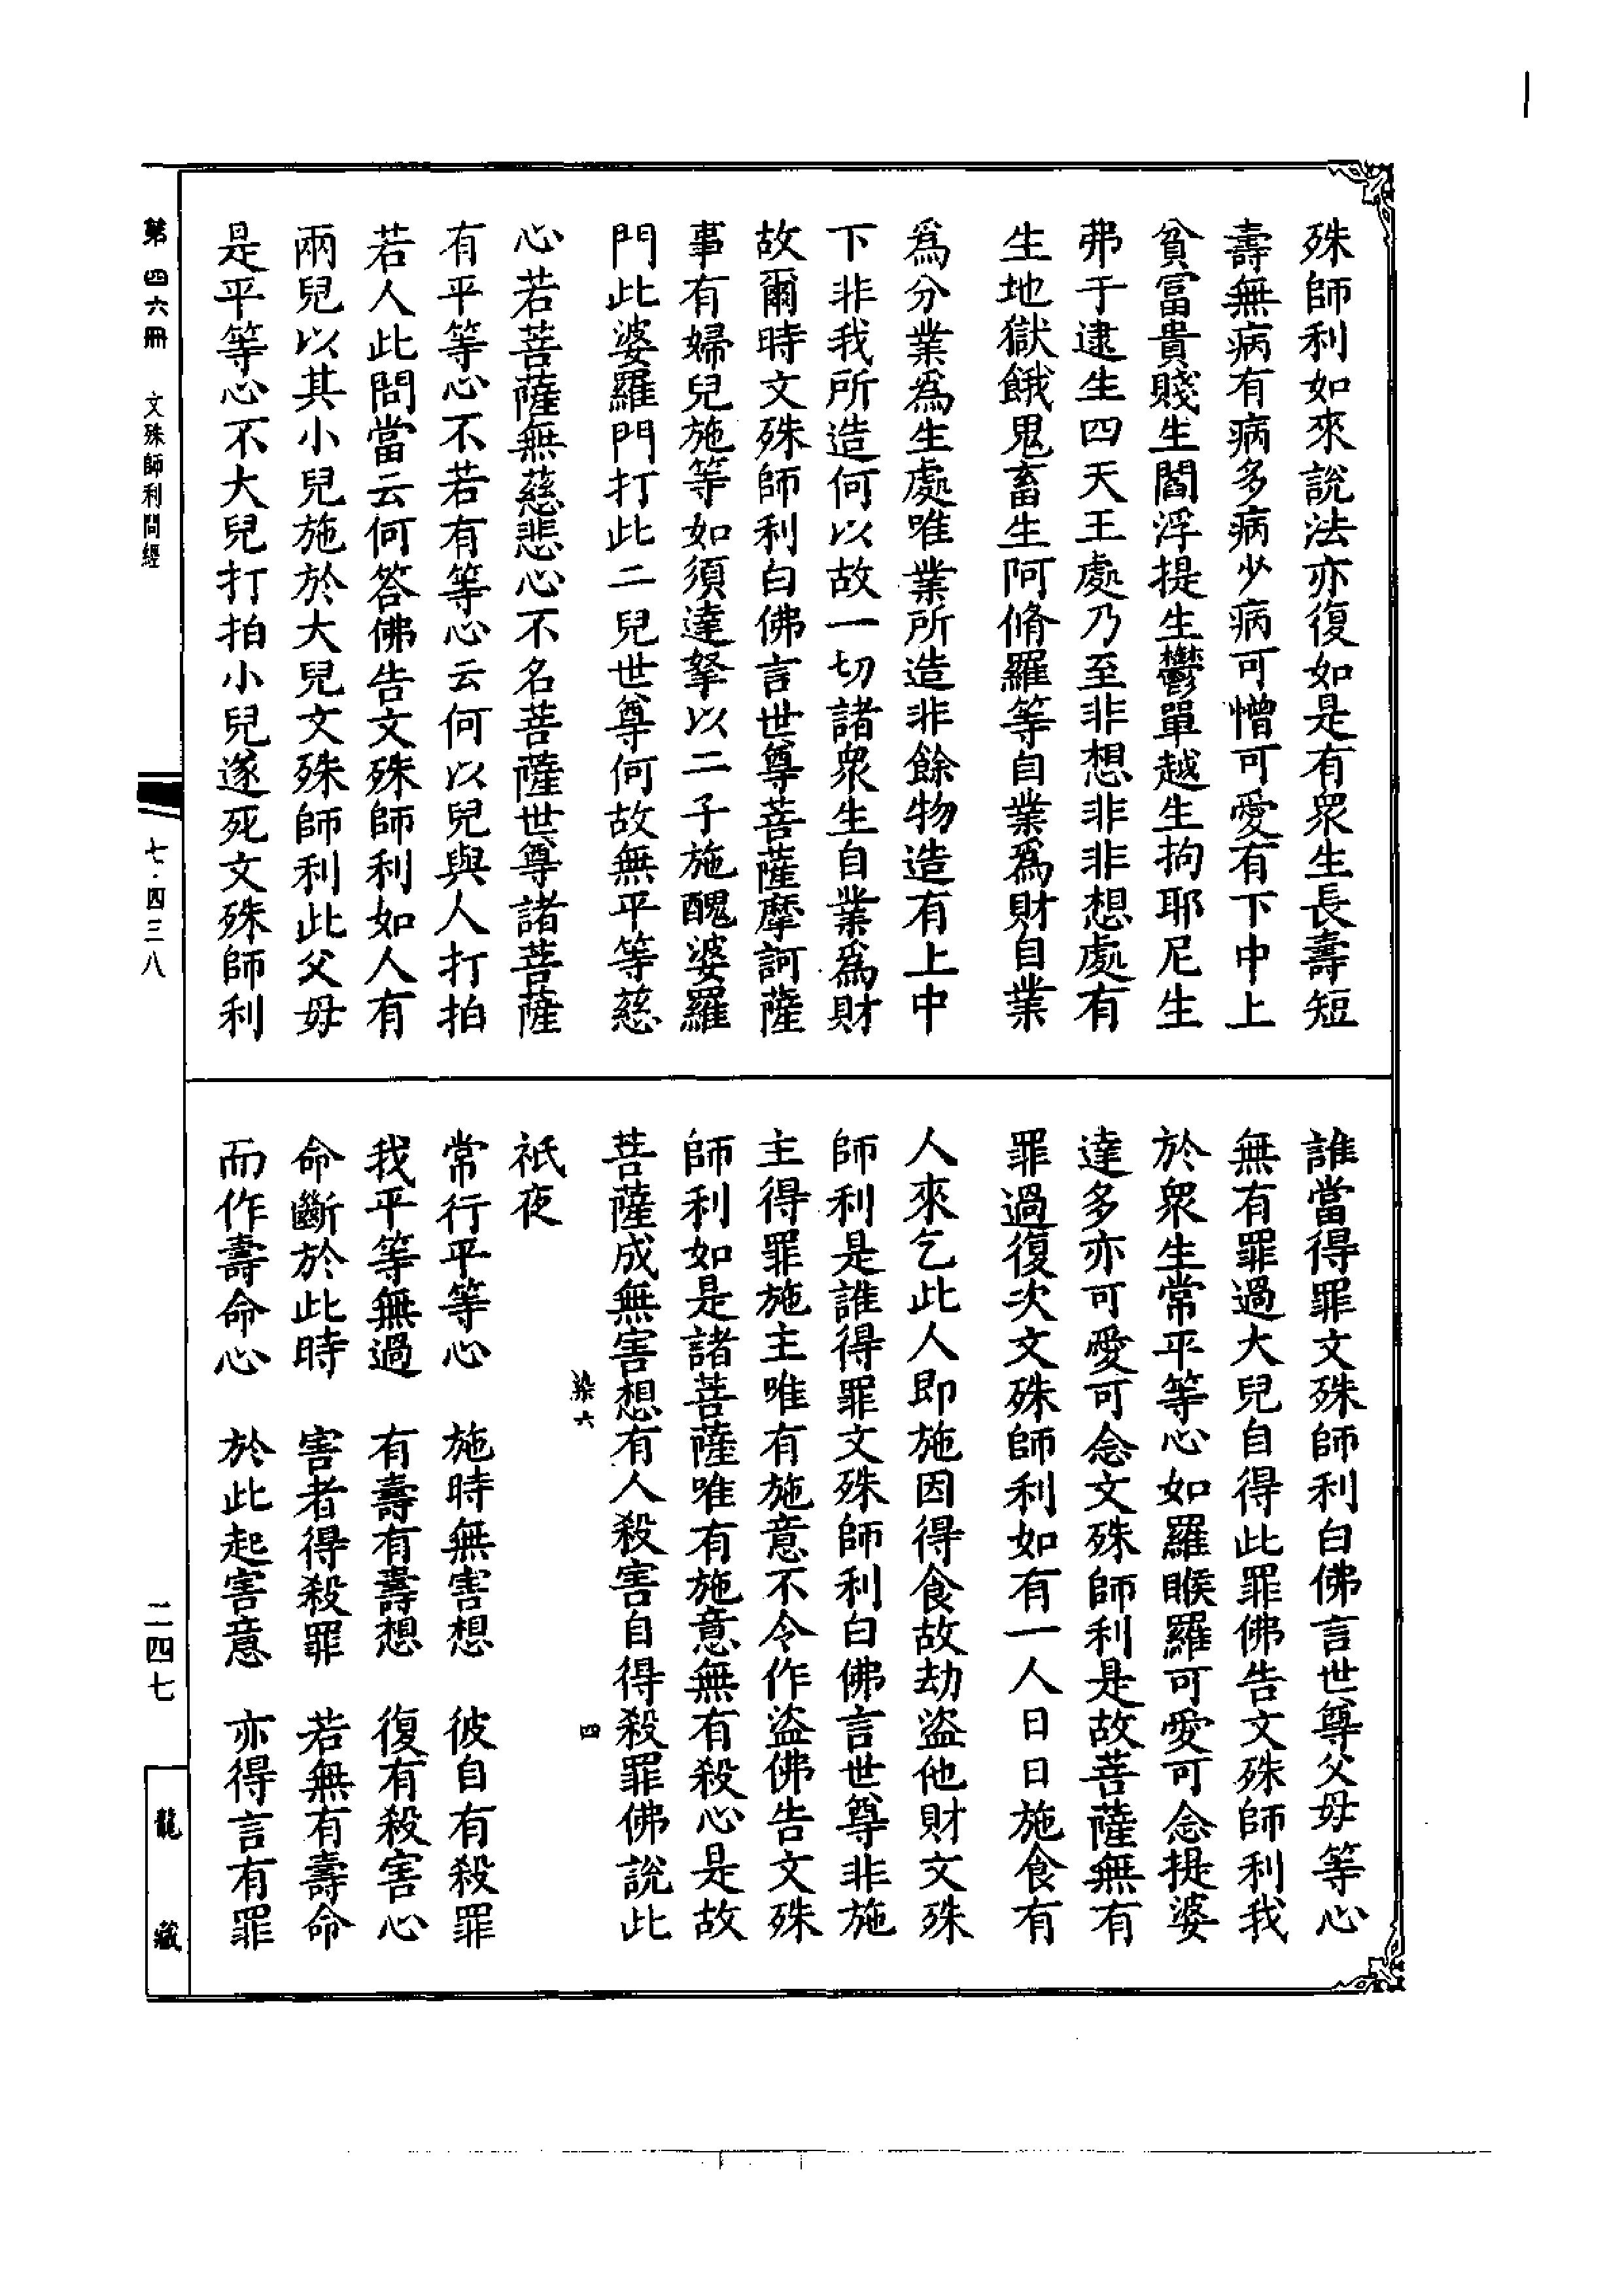 殊師利如來說法亦復如是有眾生長壽短
壽無病有病多病少病可憎可愛有下中上
貧富貴賤生閻浮提生鬱單越生拘耶尼生
弗于逮生四天王處乃至非想非非想處有
生地獄餓鬼畜生阿脩羅等自業為財自業
為分業為生處唯業所造非餘物造有上中
下非我所造何以故一切諸眾生自業為財
故爾時文殊師利白佛言世尊菩薩摩訶薩
事有婦兒施等如須達拏以二子施醜婆羅
門此婆羅門打此二兒世尊何故無平等慈
心若菩薩無慈悲心不名菩薩世尊諸菩薩
有平等心不若有等心云何以兒與人打拍
若人此問當云何答佛告文殊師利如人有
兩兒以其小兒施於大兒文殊師利此父母
是平等心不大兒打拍小兒遂死文殊師利
誰當得罪文殊師利白佛言世尊父母等心
無有罪過大兒自得此罪佛告文殊師利我
於眾生常平等心如羅睺羅可愛可念提婆
達多亦可愛可念文殊師利是故菩薩無有
罪過復次文殊師利如有一人日日施食有
人來乞此人即施因得食故劫盜他財文殊
師利是誰得罪文殊師利白佛言世尊非施
主得罪施主唯有施意不令作盜佛告文殊
師利如是諸菩薩唯有施意無有殺心是故
菩薩成無害想有人殺害自得殺罪佛說此
染六 四
祇夜
常行平等心 施時無害想 彼自有殺罪
我平等無過 有壽有壽想 復有殺害心
命斷於此時 害者得殺罪 若無有壽命
而作壽命心 於此起害意 亦得言有罪
第四六冊 文殊師利問經 七·四三八 二四七 龍藏